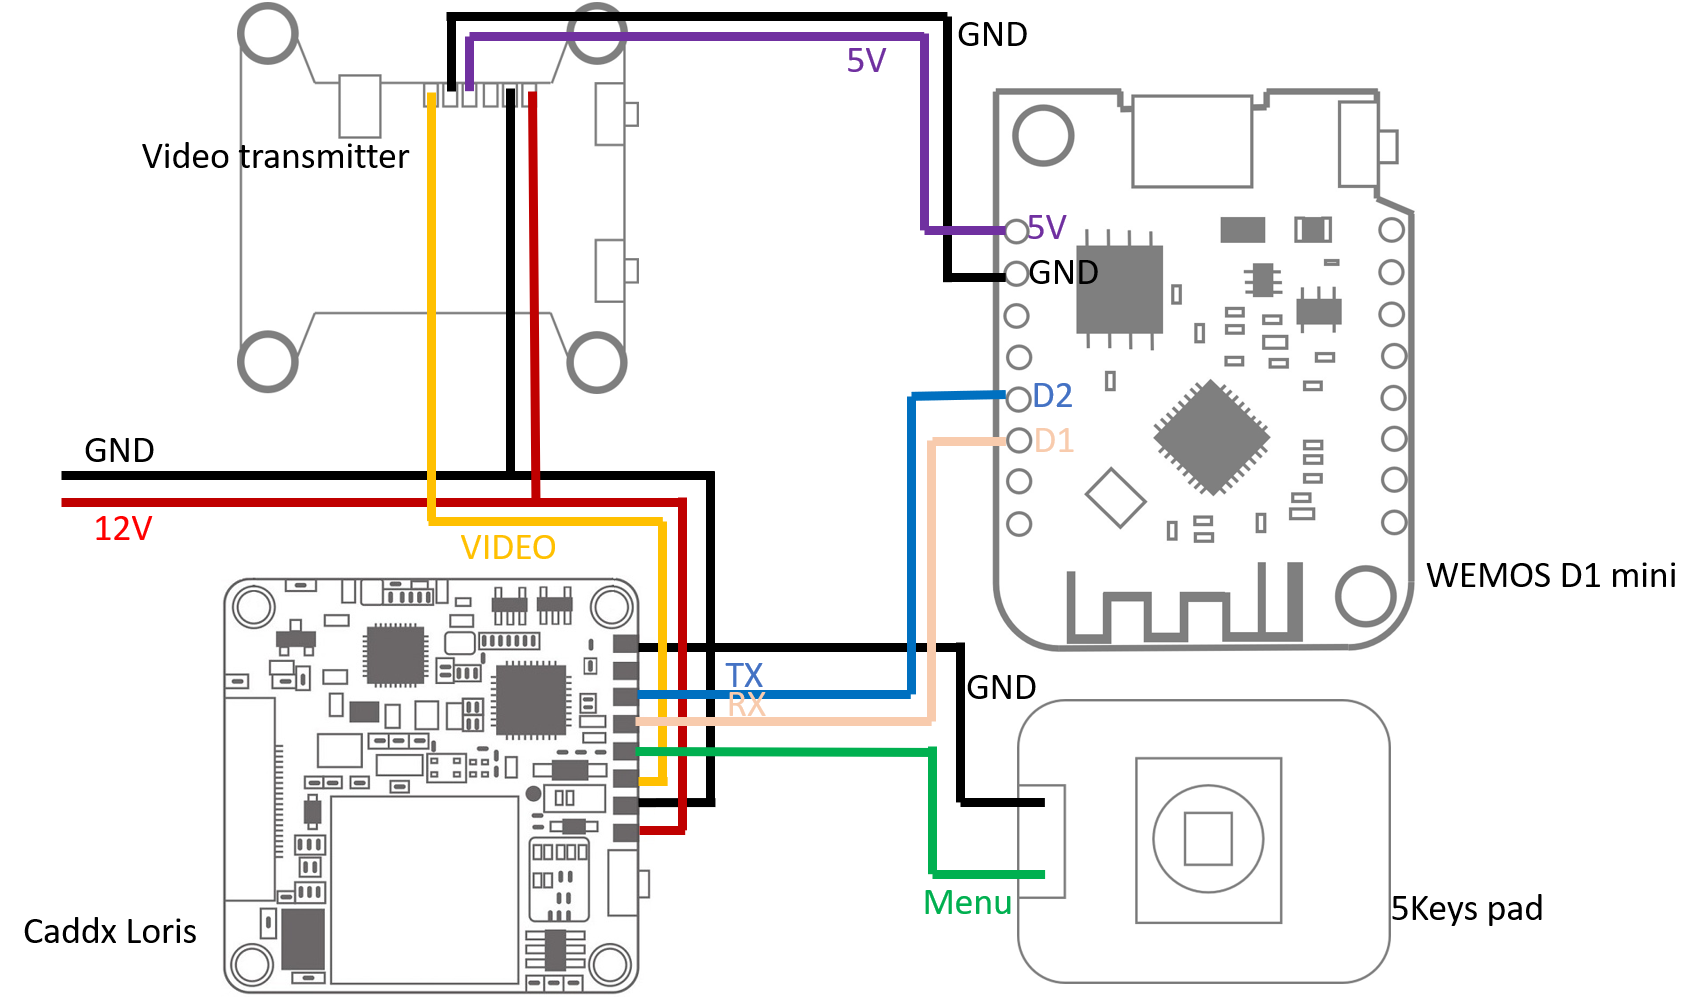 GND
5V
Video transmitter
5V
GND
D2
D1
GND
12V
VIDEO
WEMOS D1 mini
TX
RX
GND
Menu
5Keys pad
Caddx Loris